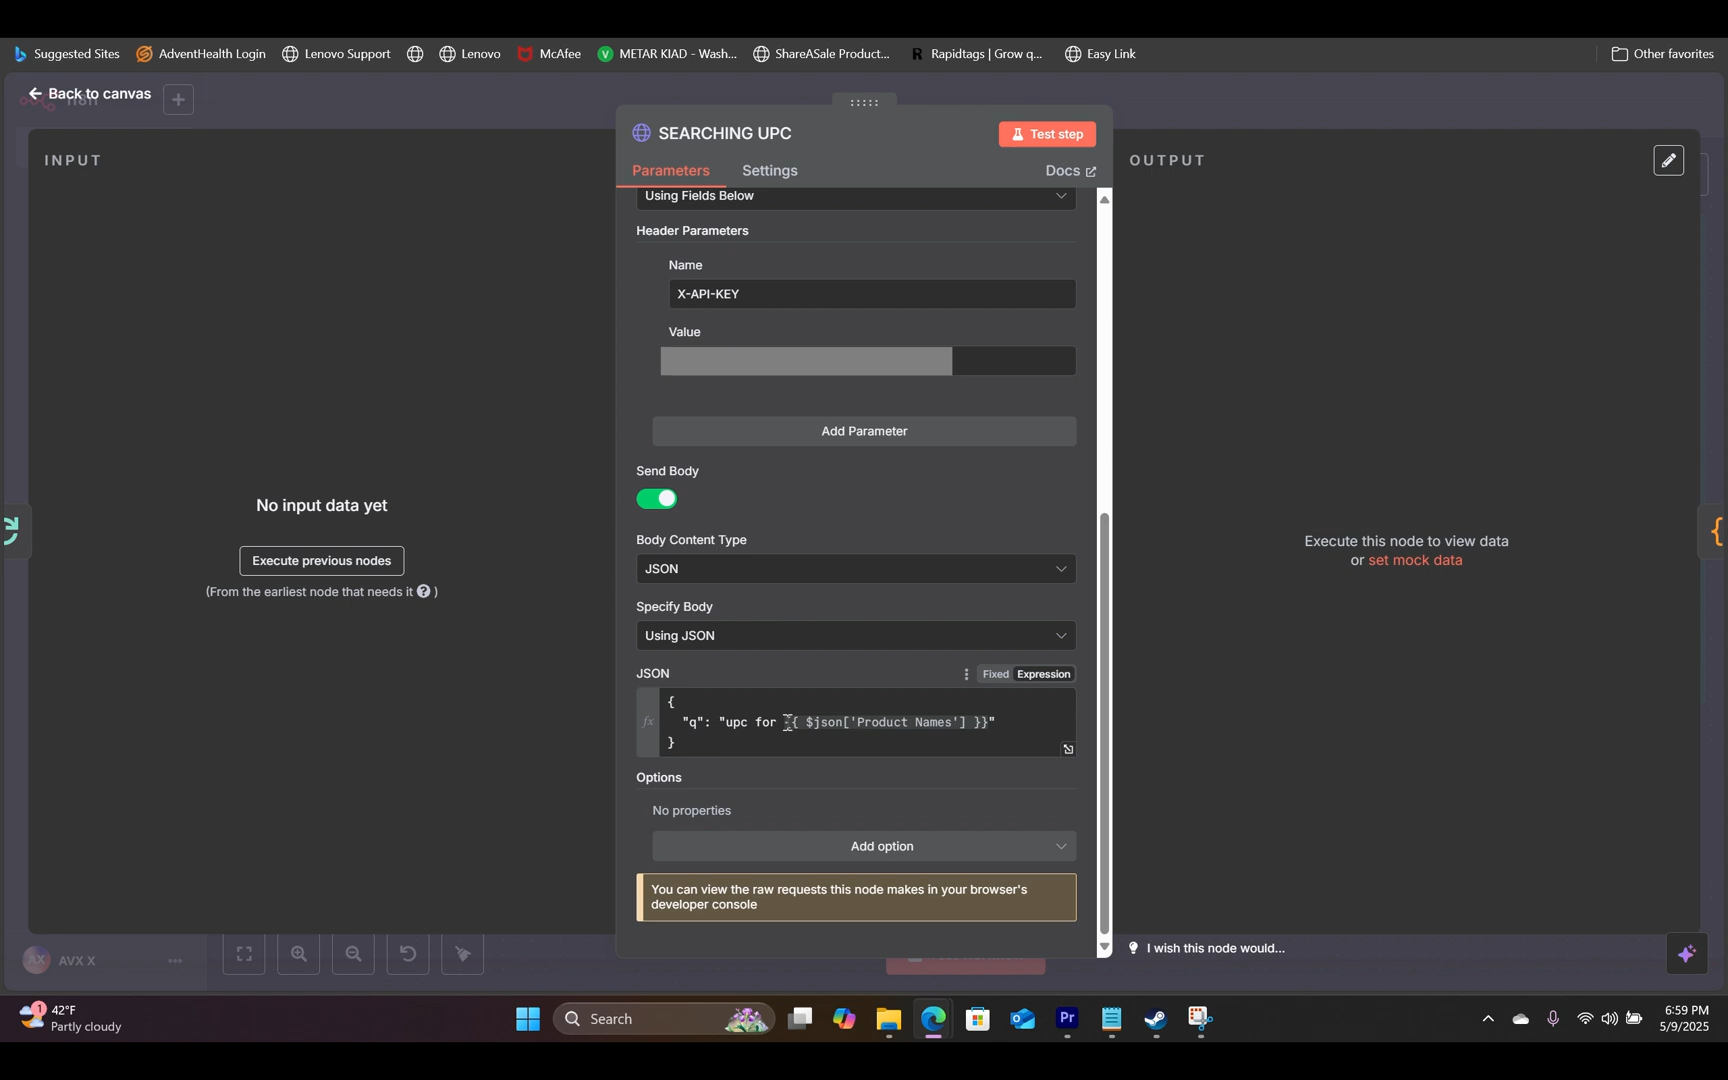 Suggested Sites
AdventHealth Login
Lenovo Support
Lenovo
McAfee
METAR KIAD - Wash...
ShareASale Product...
Rapidtags | Grow q...
Easy Link
Other favorites
Back to canvas
n8n
INPUT
SEARCHING UPC
Test step
OUTPUT
Parameters
Settings
Docs
Using Fields Below
Header Parameters
Name
X-API-KEY
Value
Add Parameter
Send Body
No input data yet
Execute previous nodes
(From the earliest node that needs it ? )
Execute this node to view data
or set mock data
Body Content Type
JSON
Specify Body
Using JSON
JSON
Fixed
Expression
fx
{
"q": "upc for {{ $json['Product Names'] }}"
}
Options
No properties
Add option
You can view the raw requests this node makes in your browser's
developer console
I wish this node would...
AX
AVX X
1
42°F
Partly cloudy
Search
Pr
6:59 PM
5/9/2025